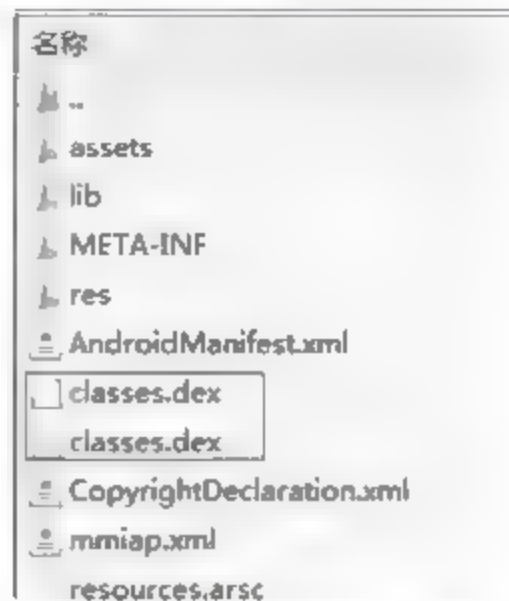 名称
..
assets
lib
META-INF
res
AndroidManifest.xml
classes.dex
classes.dex
CopyrightDeclaration.xml
mmiap.xml
resources.arsc